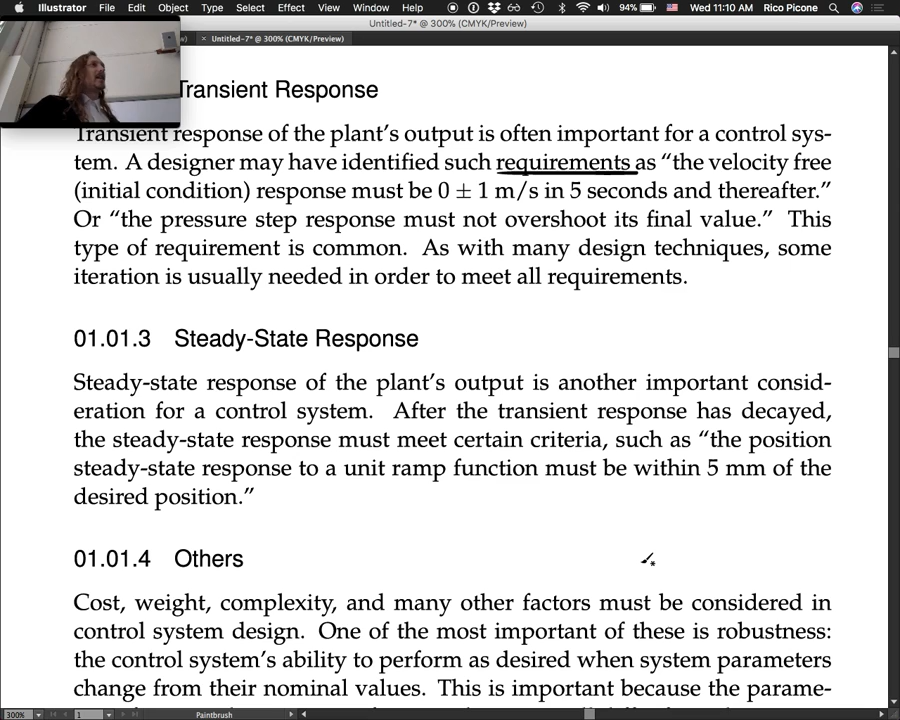 Illustrator File Edit Object Type Select Effect View Window Help 94% Wed 11:10 AM Rico Picone
Untitled-7* @ 300% (CMYK/Preview)
Untitled-7* @ 300% (CMYK/Preview)
Transient Response
Transient response of the plant's output is often important for a control sys-
tem. A designer may have identified such requirements as “the velocity free
(initial condition) response must be 0 ± 1 m/s in 5 seconds and thereafter.”
Or “the pressure step response must not overshoot its final value.” This
type of requirement is common. As with many design techniques, some
iteration is usually needed in order to meet all requirements.
01.01.3 Steady-State Response
Steady-state response of the plant's output is another important consid-
eration for a control system. After the transient response has decayed,
the steady-state response must meet certain criteria, such as “the position
steady-state response to a unit ramp function must be within 5 mm of the
desired position.”
01.01.4 Others
Cost, weight, complexity, and many other factors must be considered in
control system design. One of the most important of these is robustness:
the control system's ability to perform as desired when system parameters
change from their nominal values. This is important because the parame-
300% 1 Paintbrush